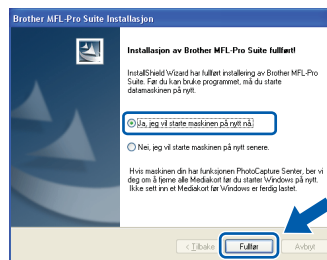 Brother MFL-Pro Suite Installasjon
Installasjon av Brother MFL-Pro Suite fullført!
InstallShield Wizard har fullført installering av Brother MFL-Pro
Suite. Før du kan bruke programmet, må du starte
datamaskinen på nytt.
Ja, jeg vil starte maskinen på nytt nå.
Nei, jeg vil starte maskinen på nytt senere.
Hvis maskinen din har funksjonen PhotoCapture Senter, ber vi
deg om å fjerne alle Mediakort før du starter Windows på nytt.
Ikke sett inn et Mediakort før Windows er ferdig lastet.
< Tilbake
Fullfør
Avbryt